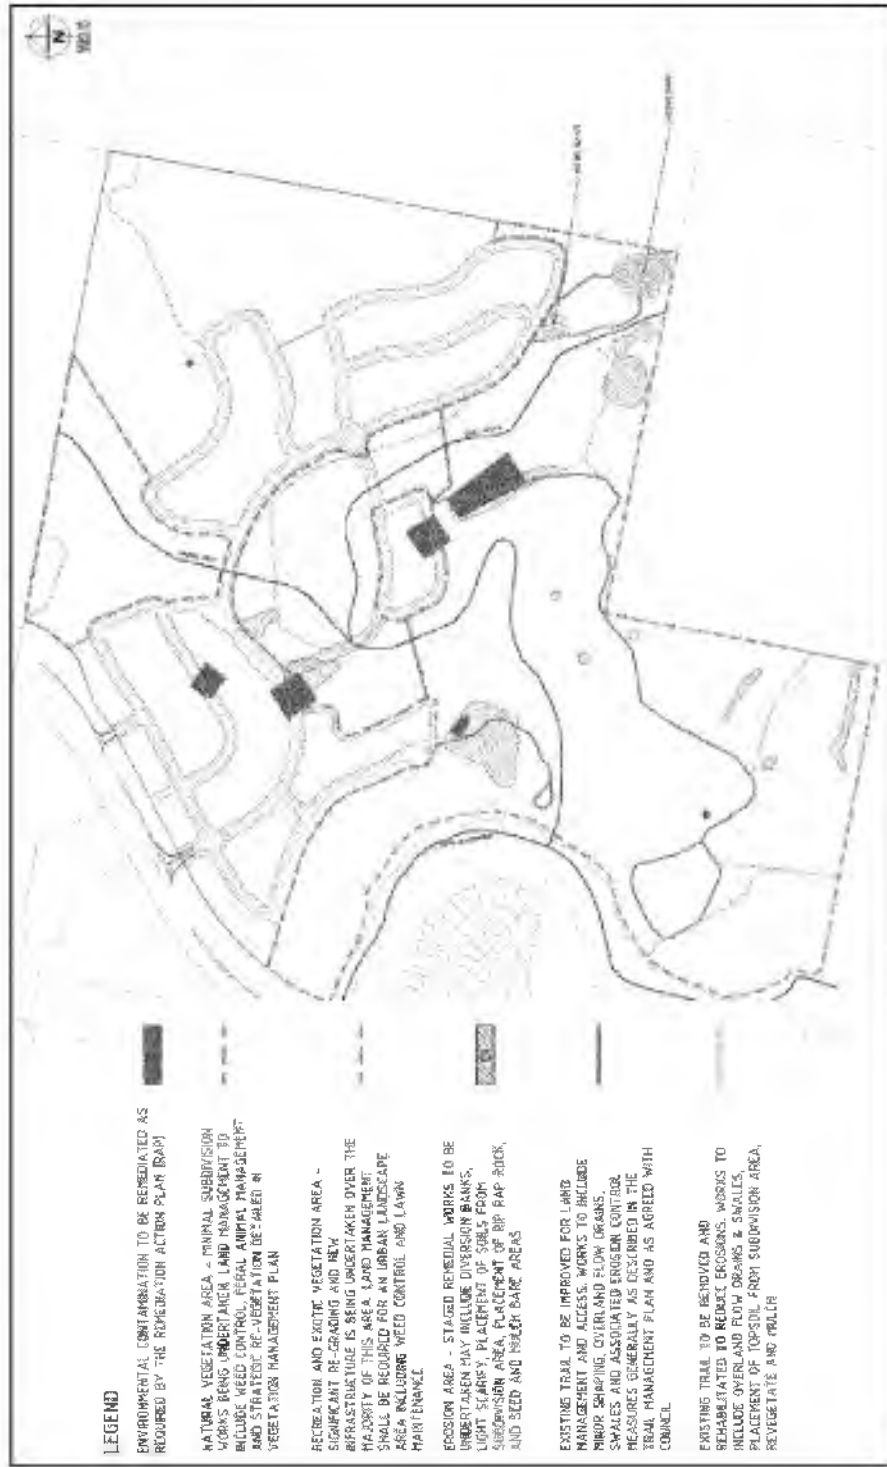 N
LEGEND
ENVIRONMENTAL CONTAMINATION TO BE REMEDIATED AS
REQUIRED BY THE REMEDIATION ACTION PLAN (RAP)
NATURAL VEGETATION AREA - MINIMAL SUBDIVISION
WORKS BEING UNDERTAKEN LAND MANAGEMENT TO
INCLUDE WEED CONTROL, FERAL ANIMAL MANAGEMENT
AND STRATEGIC RE-VEGETATION DETAILED IN
VEGETATION MANAGEMENT PLAN
RECREATION AND EXOTIC VEGETATION AREA -
SIGNIFICANT RE-GRADING AND NEW
INFRASTRUCTURE IS BEING UNDERTAKEN OVER THE
MAJORITY OF THIS AREA. LAND MANAGEMENT
SHALL BE REQUIRED FOR AN URBAN LANDSCAPE
AREA INCLUDING WEED CONTROL AND LAWN
MAINTENANCE
EROSION AREA - STAGED REMEDIAL WORKS TO BE
UNDERTAKEN MAY INCLUDE DIVERSION BANKS,
LIGHT SCARIFY, PLACEMENT OF SOILS FROM
SUBDIVISION AREA, PLACEMENT OF RIP RAP ROCK,
AND SEED AND MULCH BARE AREAS
EXISTING TRAIL TO BE IMPROVED FOR LAND
MANAGEMENT AND ACCESS. WORKS TO INCLUDE
MINOR SHAPING, OVERLAND FLOW DRAINS,
SWALES AND ASSOCIATED EROSION CONTROL
MEASURES GENERALLY AS DESCRIBED IN THE
TRAIL MANAGEMENT PLAN AND AS AGREED WITH
COUNCIL
EXISTING TRAIL TO BE REMOVED AND
REHABILITATED TO REDUCE EROSIONS. WORKS TO
INCLUDE OVERLAND FLOW DRAINS & SWALES,
PLACEMENT OF TOPSOIL FROM SUBDIVISION AREA,
REVEGETATE AND MULCH